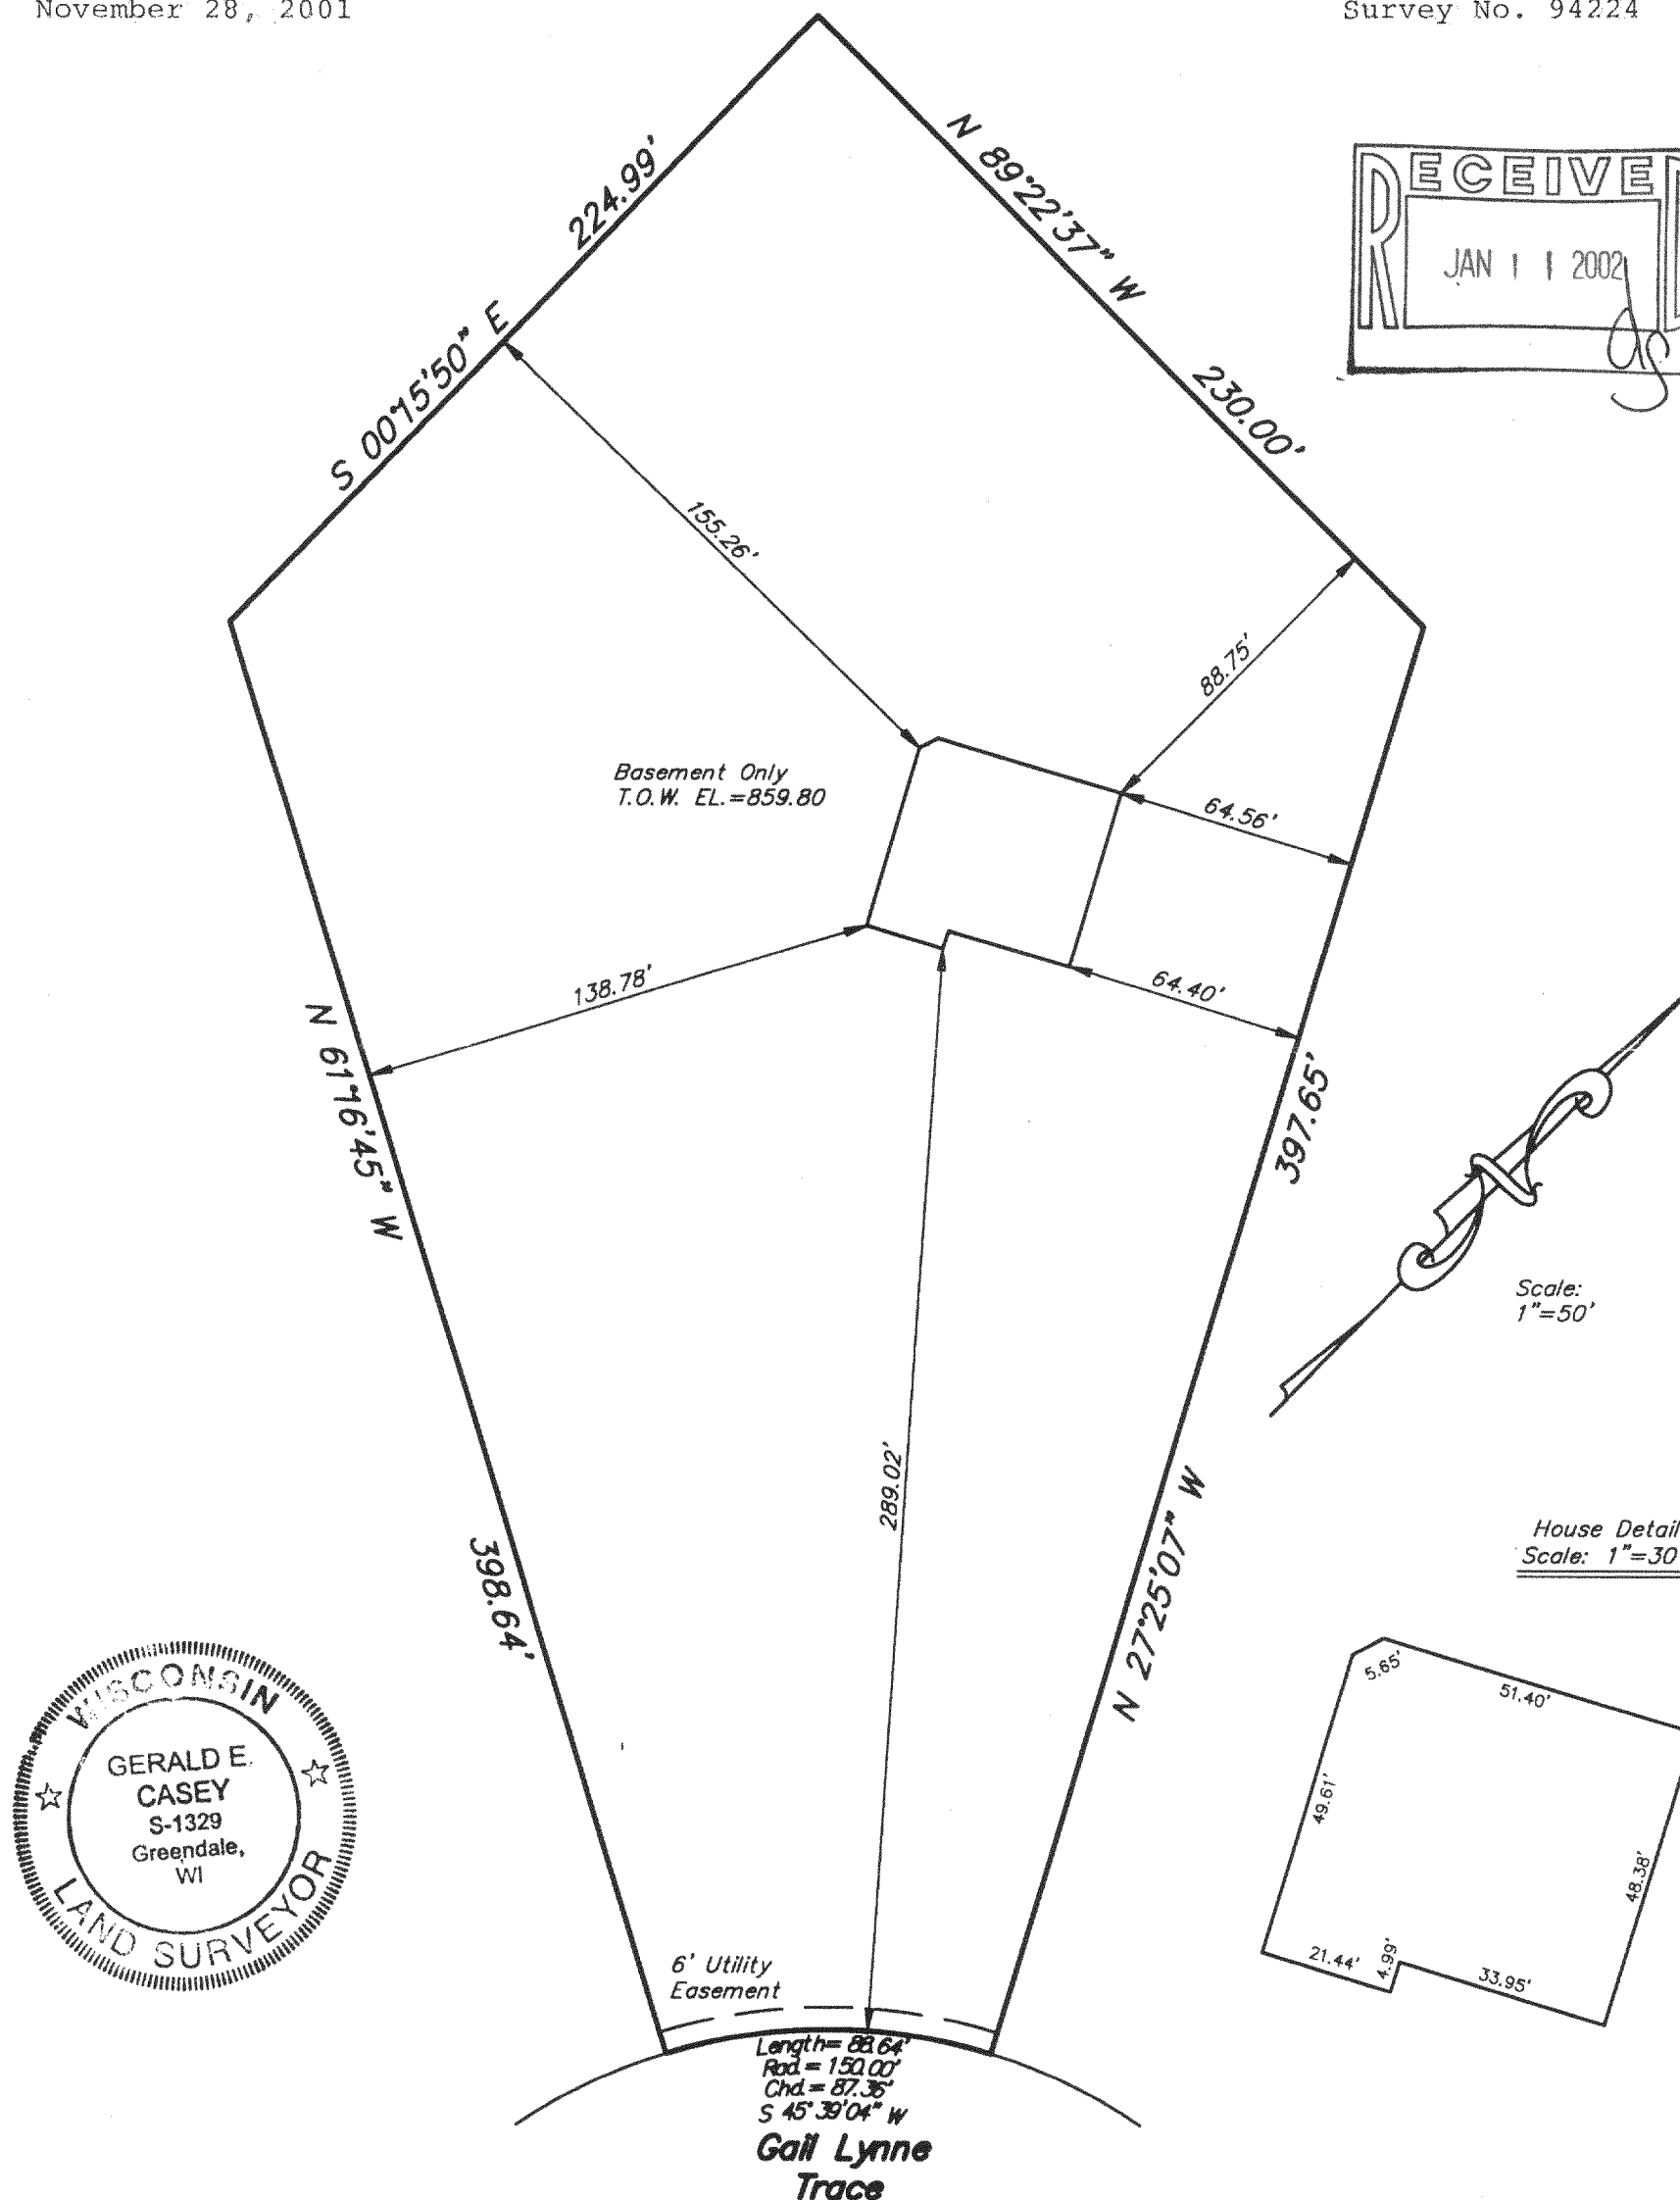 November 28, 2001
Survey No. 94224
224.99'
S 00°15'50" E
N 89°22'37" W
230.00'
RECEIVED
JAN 11 2002
155.26'
88.75'
Basement Only
T.O.W. EL.=859.80
64.56'
138.78'
64.40'
N 61°16'45" W
397.65'
Scale:
1"=50'
289.02'
N 27°25'07" W
398.64'
House Detail
Scale: 1"=30
5.65'
51.40'
49.61'
48.38'
21.44'
4.99'
33.95'
WISCONSIN
GERALD E.
CASEY
S-1329
Greendale,
WI
LAND SURVEYOR
6' Utility
Easement
Length= 88.64'
Rad.= 150.00'
Chd.= 87.36'
S 45°39'04" W
Gail Lynne
Trace